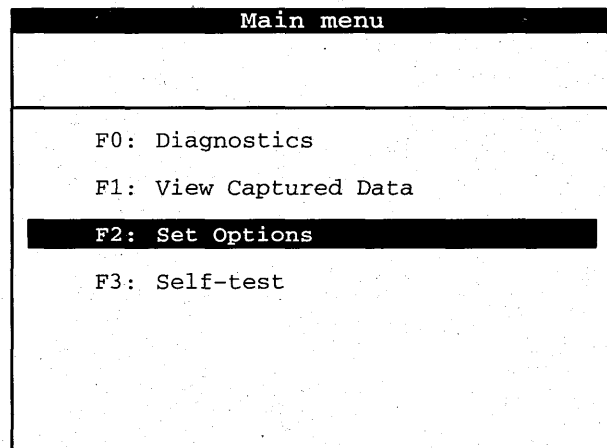 Main menu
F0: Diagnostics
F1: View Captured Data
F2: Set Options
F3: Self-test